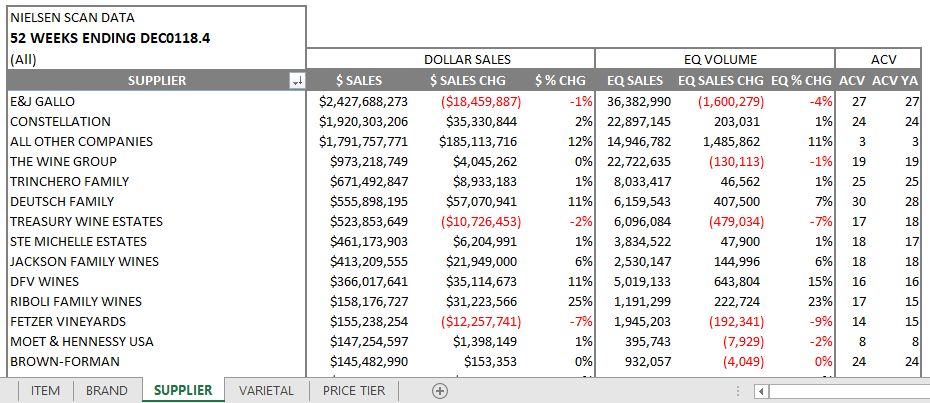 NIELSEN SCAN DATA
52 WEEKS ENDING DEC0118.4
(All)
DOLLAR SALES EQ VOLUME ACV
SUPPLIER $ SALES $ SALES CHG $ % CHG EQ SALES EQ SALES CHG EQ % CHG ACV ACV YA
E&J GALLO $2,427,688,273 ($18,459,887) -1% 36,382,990 (1,600,279) -4% 27 27
CONSTELLATION $1,920,303,206 $35,330,844 2% 22,897,145 203,031 1% 24 24
ALL OTHER COMPANIES $1,791,757,771 $185,113,716 12% 14,946,782 1,485,862 11% 3 3
THE WINE GROUP $973,218,749 $4,045,262 0% 22,722,635 (130,113) -1% 19 19
TRINCHERO FAMILY $671,492,847 $8,933,183 1% 8,033,417 46,562 1% 25 25
DEUTSCH FAMILY $555,898,195 $57,070,941 11% 6,159,543 407,500 7% 30 28
TREASURY WINE ESTATES $523,853,649 ($10,726,453) -2% 6,096,084 (479,034) -7% 17 18
STE MICHELLE ESTATES $461,173,903 $6,204,991 1% 3,834,522 47,900 1% 18 17
JACKSON FAMILY WINES $413,209,555 $21,949,000 6% 2,530,147 144,996 6% 18 18
DFV WINES $366,017,641 $35,114,673 11% 5,019,133 643,804 15% 16 16
RIBOLI FAMILY WINES $158,176,727 $31,223,566 25% 1,191,299 222,724 23% 17 15
FETZER VINEYARDS $155,238,254 ($12,257,741) -7% 1,945,203 (192,341) -9% 14 15
MOET & HENNESSY USA $147,254,597 $1,398,149 1% 395,743 (7,929) -2% 8 8
BROWN-FORMAN $145,482,990 $153,353 0% 932,057 (4,049) 0% 24 24
ITEM BRAND SUPPLIER VARIETAL PRICE TIER